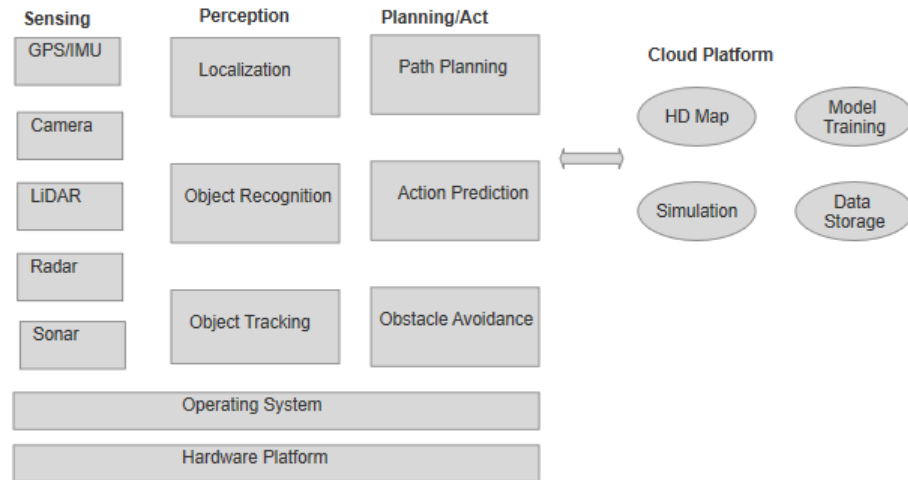 Sensing
GPS/IMU
Camera
LiDAR
Radar
Sonar
Perception
Localization
Object Recognition
Object Tracking
Planning/Act
Path Planning
Action Prediction
Obstacle Avoidance
Operating System
Hardware Platform
Cloud Platform
HD Map
Model
Training
Simulation
Data
Storage